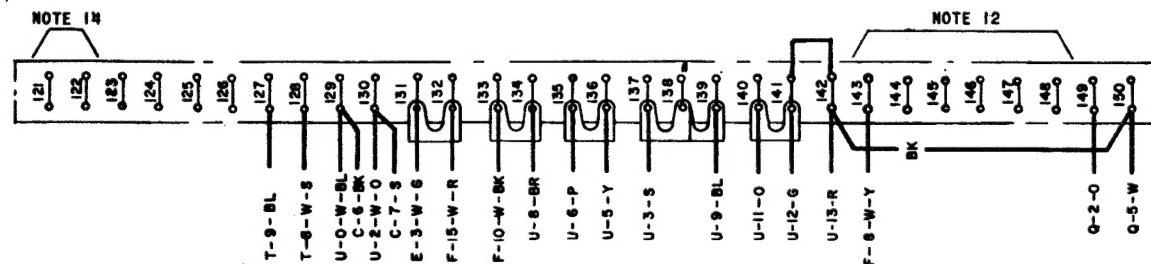 NOTE 14
NOTE 12
121
122
123
124
125
126
127
128
129
130
131
132
133
134
135
136
137
138
139
140
141
142
143
144
145
146
147
148
149
150
BK
T-9-BL
T-8-W-S
U-0-W-BL
C-6-BK
U-2-W-O
C-7-S
E-3-W-G
F-15-W-R
F-10-W-BK
U-8-BR
U-6-P
U-5-Y
U-3-S
U-9-BL
U-11-O
U-12-G
U-13-R
F-8-W-Y
Q-2-O
Q-5-W